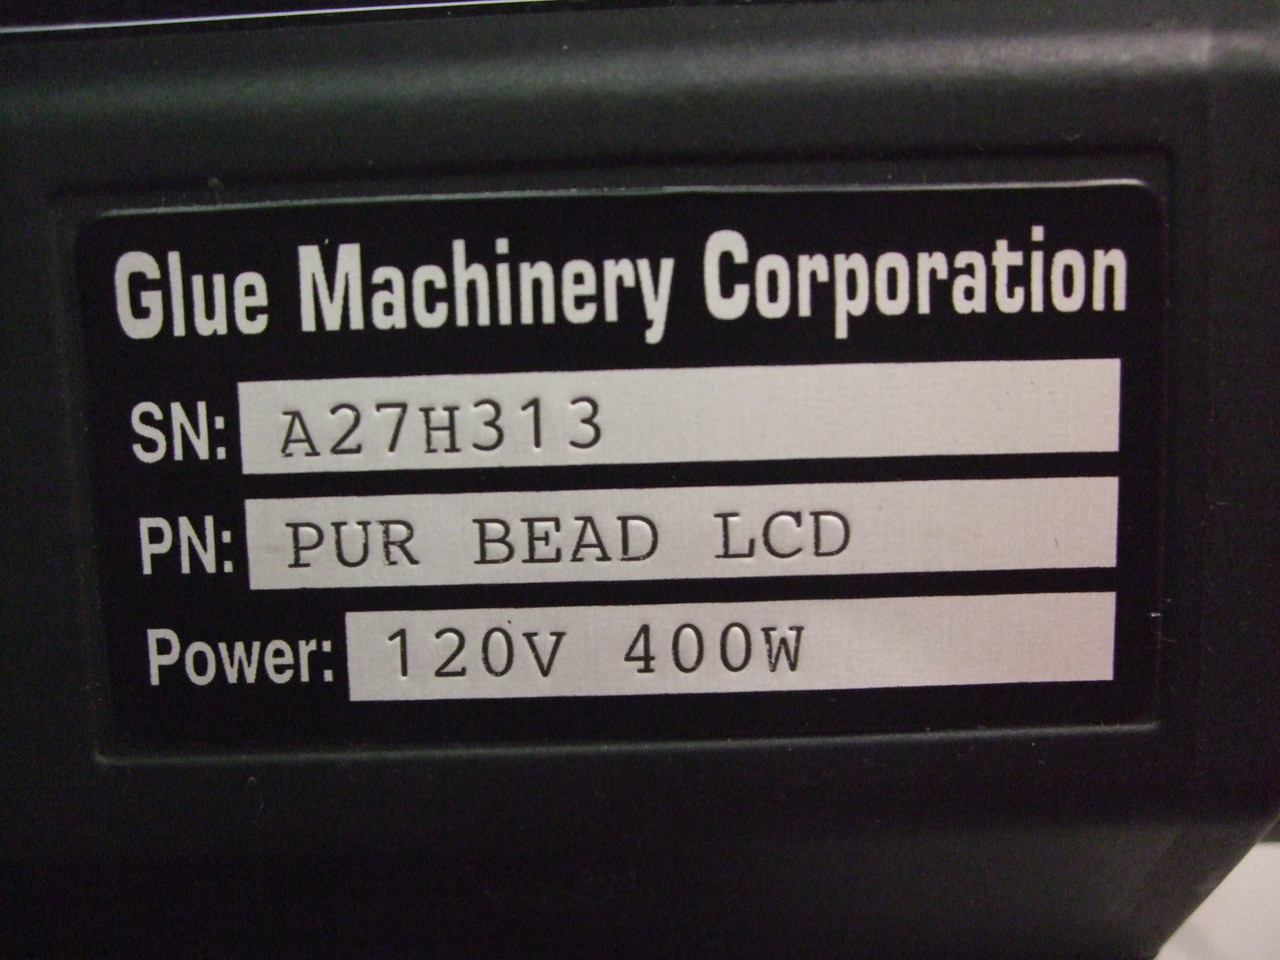 Glue Machinery Corporation
SN: A27H313
PN: PUR BEAD LCD
Power: 120V 400W